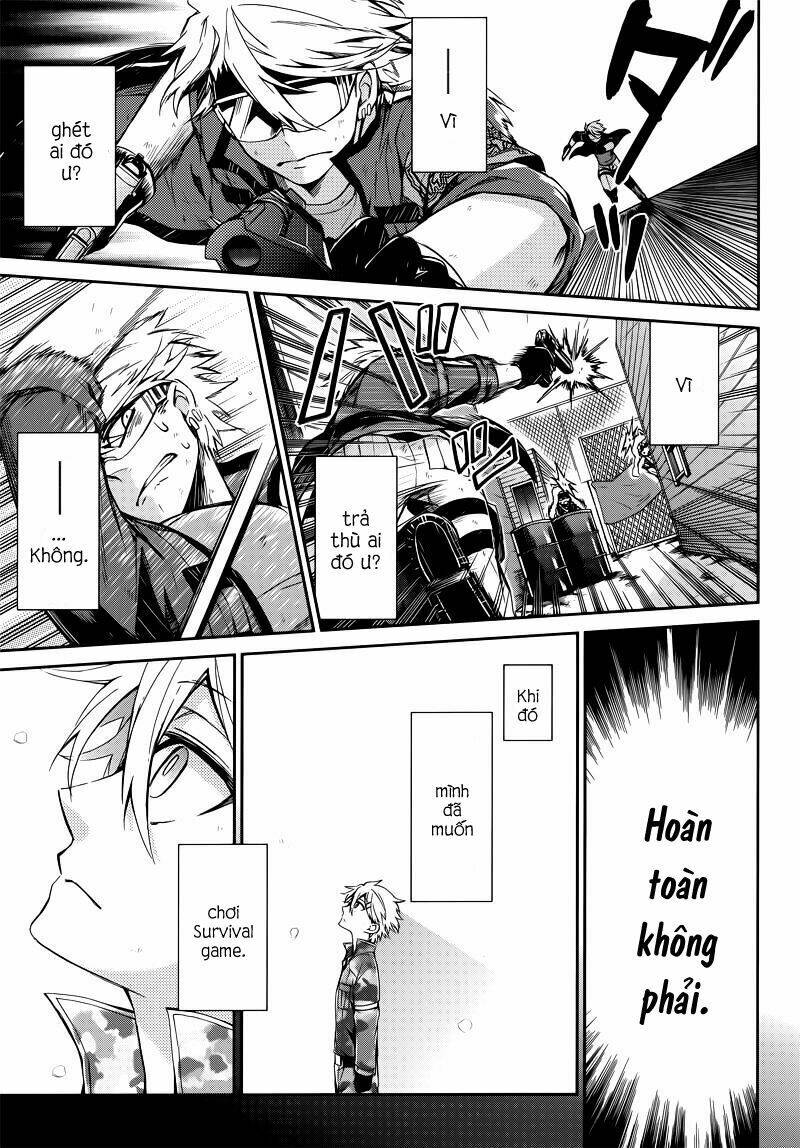 Vì
ghét
ai đó
ư?
Vì
trả
thù ai
đó ư?
...
Không.
Hoàn
toàn
không
phải.
Khi
đó
mình
đã
muốn
chơi
Survival
game.